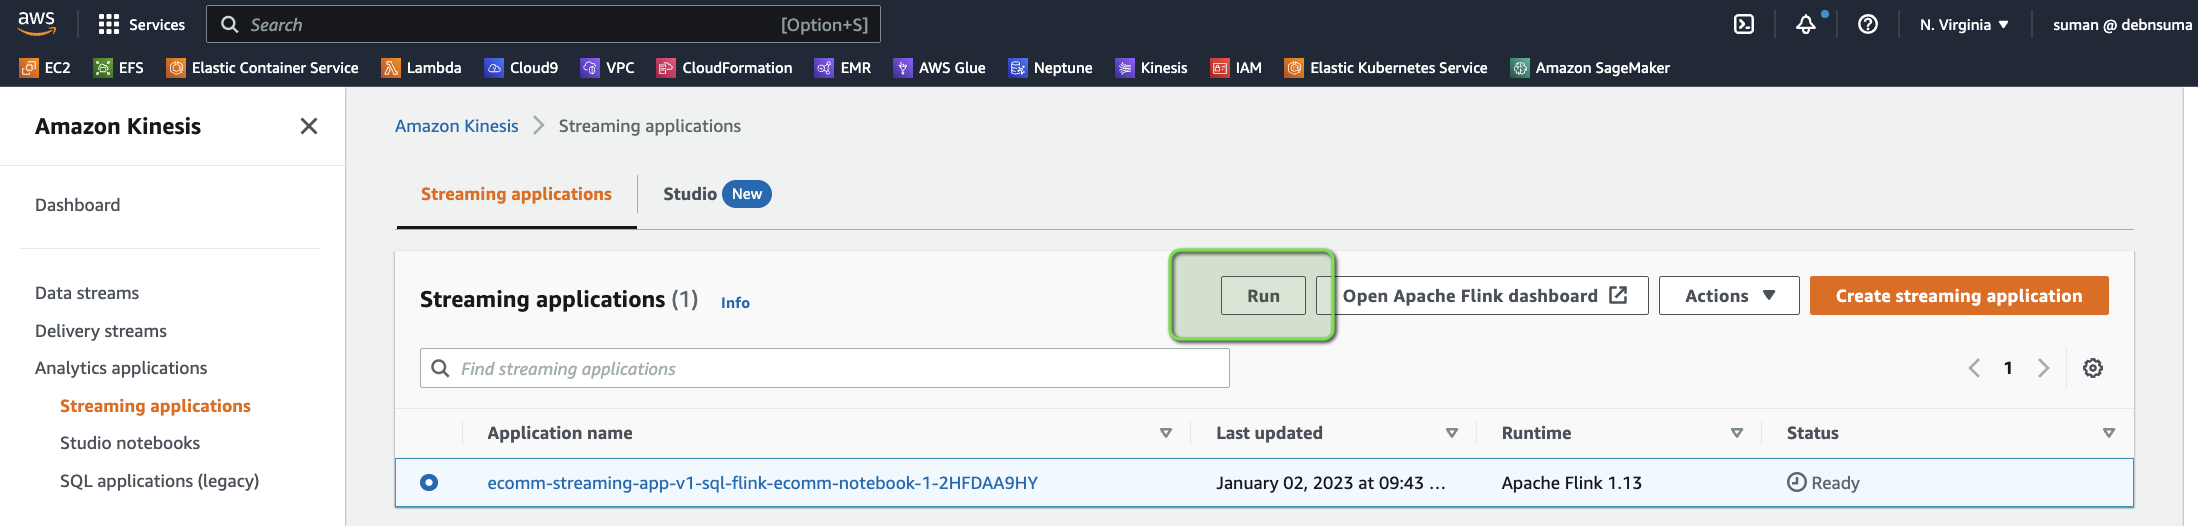 aws Services Search [Option+S] N. Virginia ▼ suman @ debnsuma
EC2 EFS Elastic Container Service Lambda Cloud9 VPC CloudFormation EMR AWS Glue Neptune Kinesis IAM Elastic Kubernetes Service Amazon SageMaker
Amazon Kinesis
Dashboard
Data streams
Delivery streams
Analytics applications
Streaming applications
Studio notebooks
SQL applications (legacy)
Amazon Kinesis > Streaming applications
Streaming applications Studio New
Streaming applications (1) Info Run Open Apache Flink dashboard Actions ▼ Create streaming application
Find streaming applications 1
Application name Last updated Runtime Status
ecomm-streaming-app-v1-sql-flink-ecomm-notebook-1-2HFDAA9HY January 02, 2023 at 09:43 ... Apache Flink 1.13 Ready